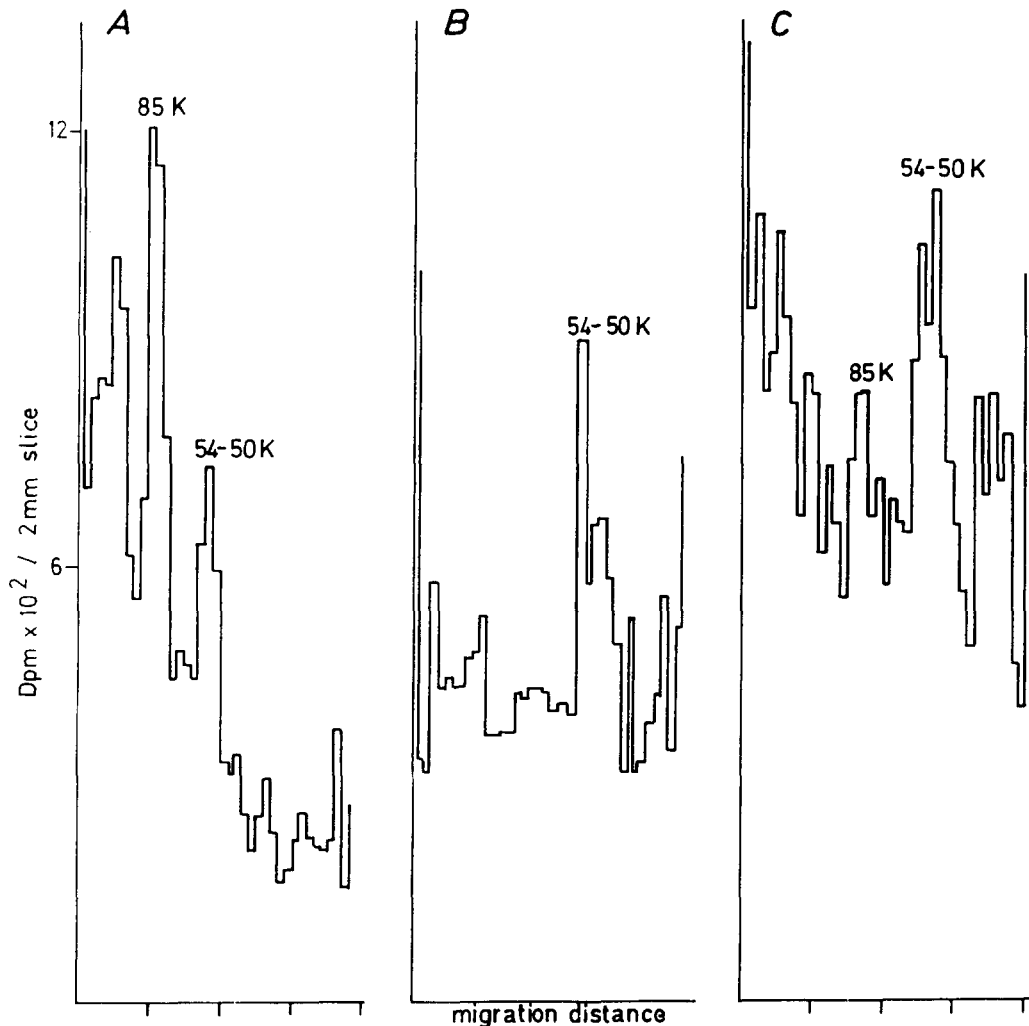 A
B
C
85 K
54-50 K
54-50 K
85 K
54-50 K
12
6
Dpm x 10² / 2mm slice
migration distance